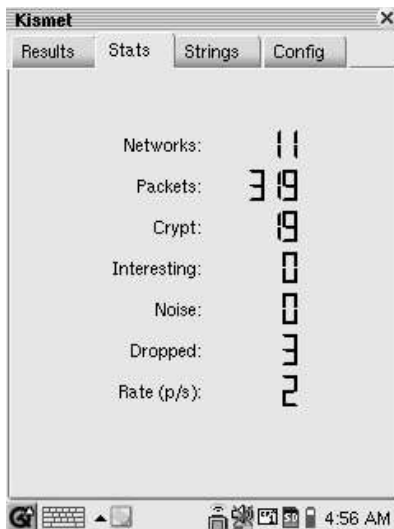 Kismet
Results Stats Strings Config
Networks: 11
Packets: 319
Crypt: 19
Interesting: 0
Noise: 0
Dropped: 3
Rate (p/s): 2
4:56 AM